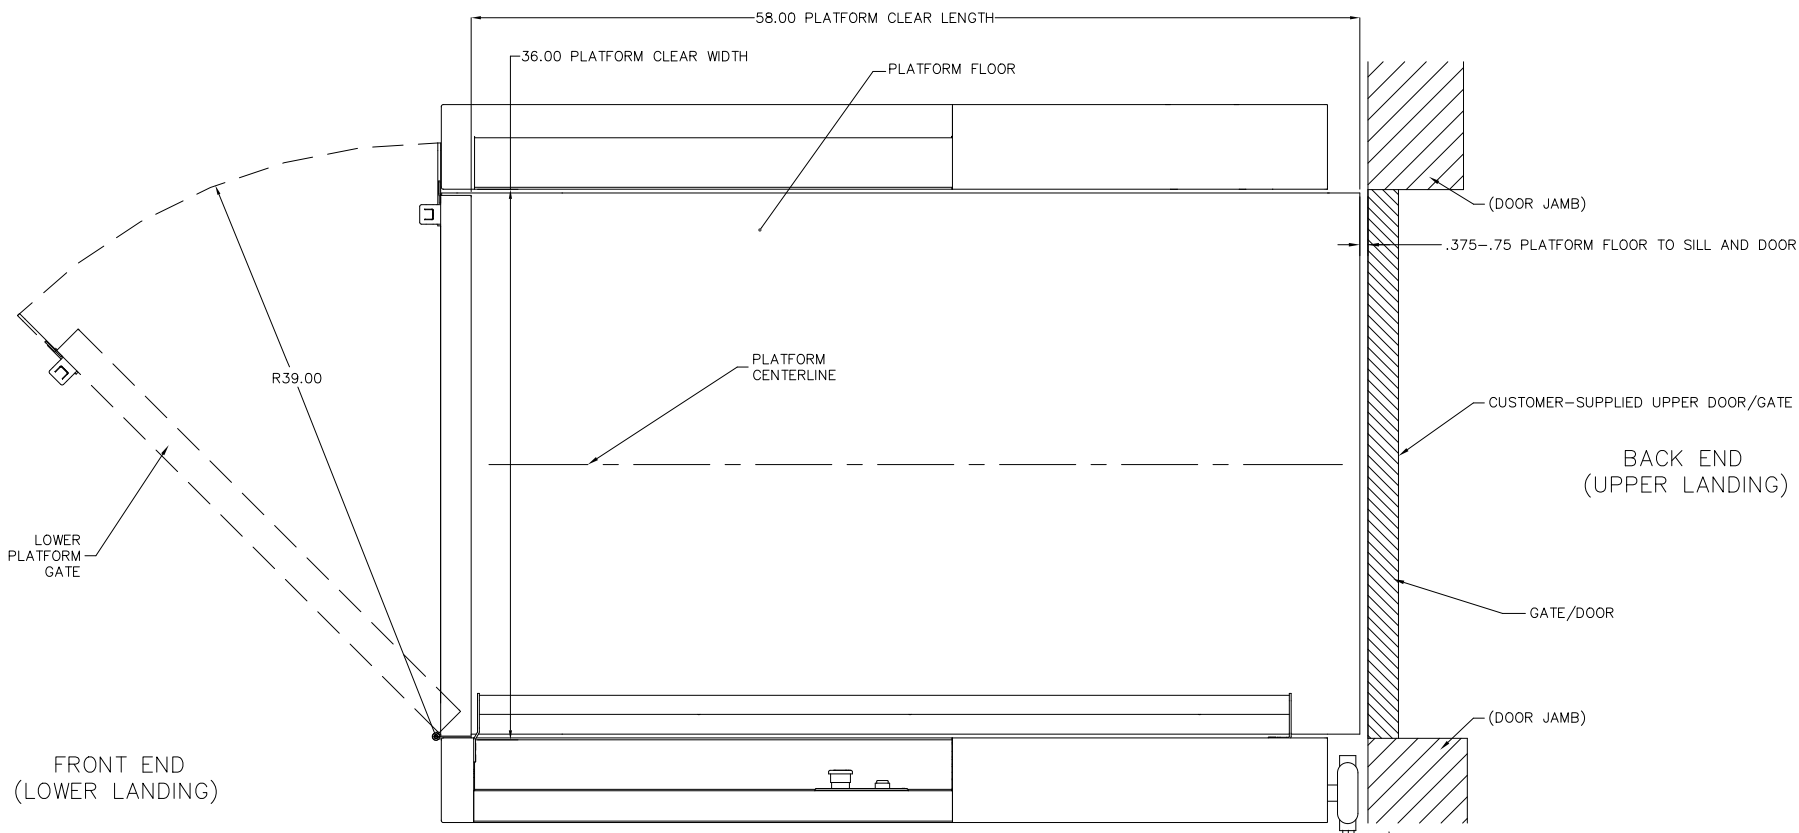 58.00 PLATFORM CLEAR LENGTH
36.00 PLATFORM CLEAR WIDTH
PLATFORM FLOOR
(DOOR JAMB)
.375-.75 PLATFORM FLOOR TO SILL AND DOOR
R39.00
PLATFORM
CENTERLINE
CUSTOMER-SUPPLIED UPPER DOOR/GATE
BACK END
(UPPER LANDING)
LOWER
PLATFORM
GATE
GATE/DOOR
(DOOR JAMB)
FRONT END
(LOWER LANDING)